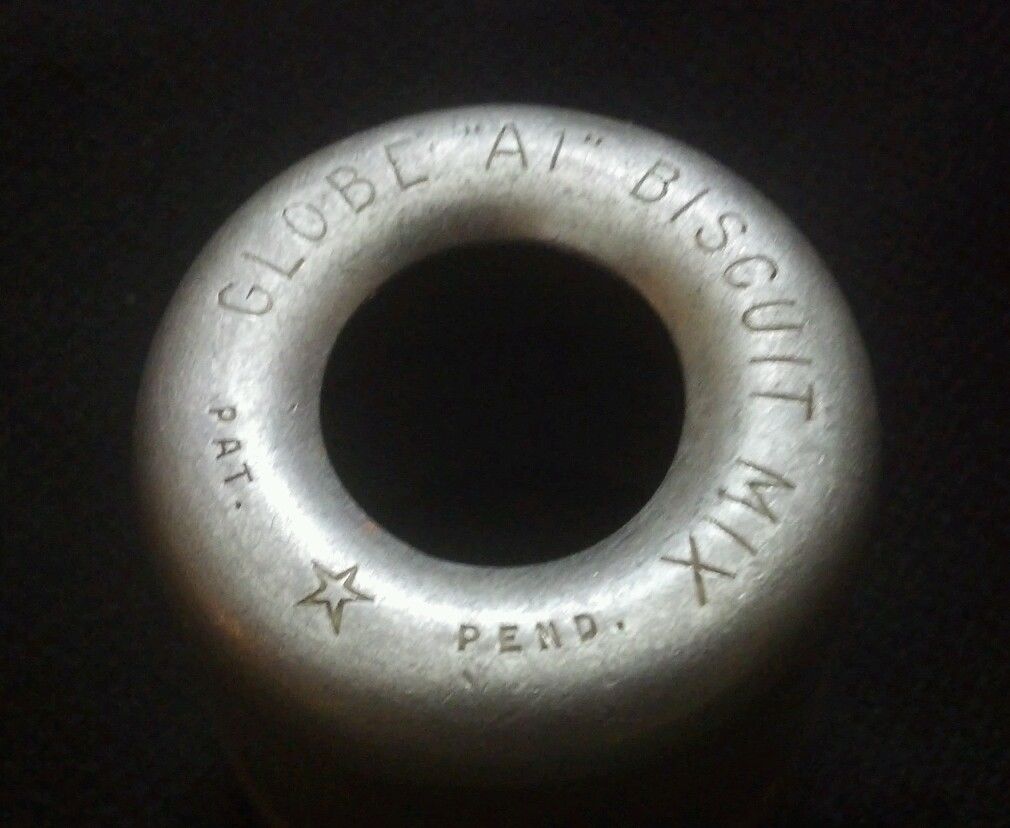 GLOBE "A1" BISCUIT MIX
PAT. ☆ PEND.